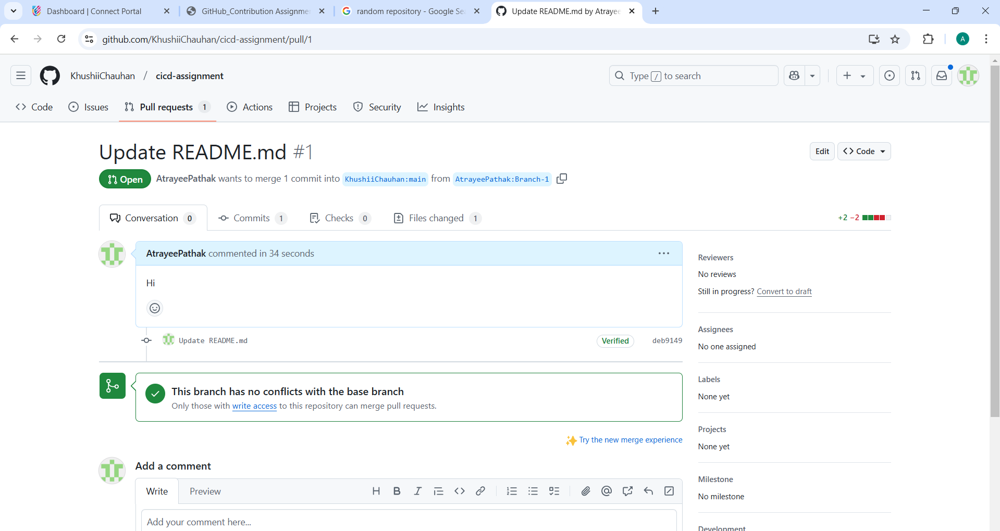 Dashboard | Connect Portal
GitHub_Contribution Assignme
random repository - Google Se
Update README.md by Atrayee
github.com/KhushiiChauhan/cicd-assignment/pull/1
A
KhushiiChauhan / cicd-assignment
Type / to search
Code
Issues
Pull requests 1
Actions
Projects
Security
Insights
Update README.md #1
Edit
Code
Open
AtrayeePathak wants to merge 1 commit into KhushiiChauhan:main from AtrayeePathak:Branch-1
Conversation 0
Commits 1
Checks 0
Files changed 1
+2 −2
AtrayeePathak commented in 34 seconds
Hi
Update README.md
Verified
deb9149
This branch has no conflicts with the base branch
Only those with write access to this repository can merge pull requests.
Try the new merge experience
Add a comment
Write
Preview
Add your comment here...
Reviewers
No reviews
Still in progress? Convert to draft
Assignees
No one assigned
Labels
None yet
Projects
None yet
Milestone
No milestone
Development